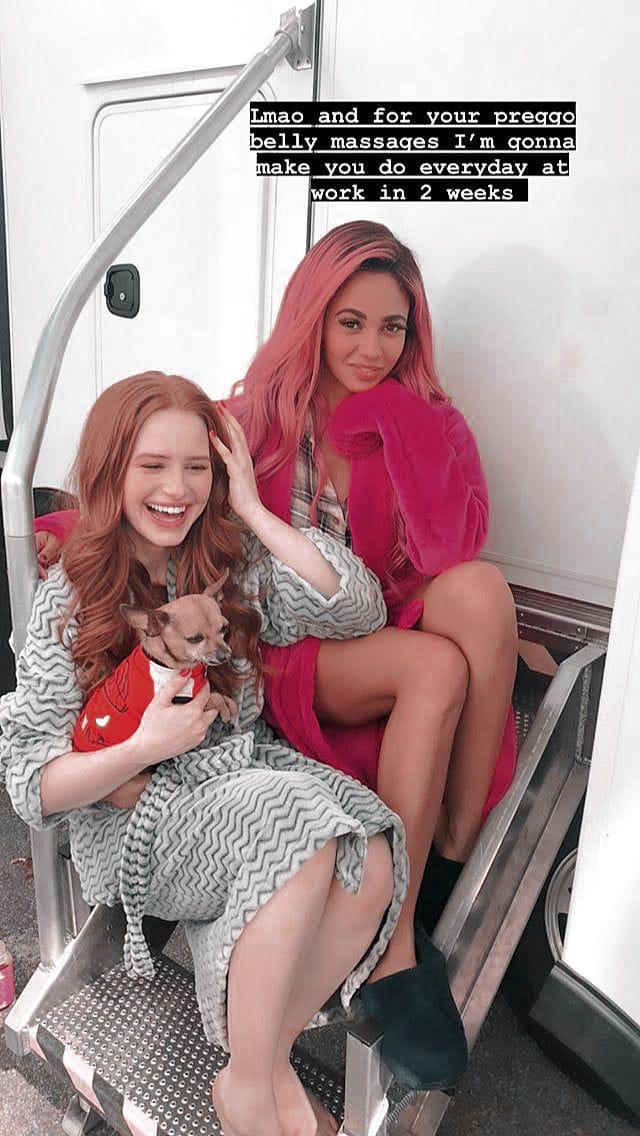 Lmao and for your preggo
belly massages I’m gonna
make you do everyday at
work in 2 weeks